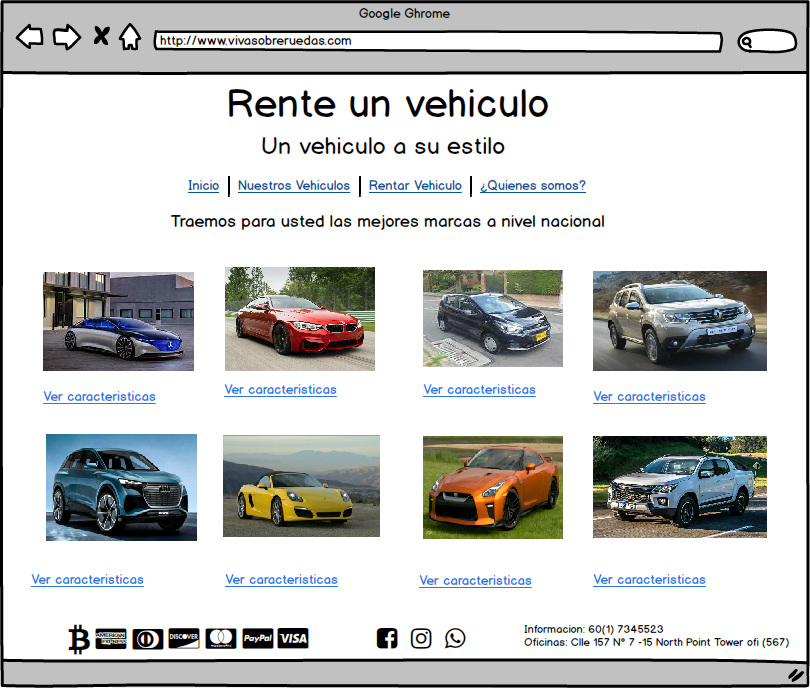 Google Ghrome
http://www.vivasobreruedas.com
Rente un vehiculo
Un vehiculo a su estilo
Inicio | Nuestros Vehiculos | Rentar Vehiculo | ¿Quienes somos?
Traemos para usted las mejores marcas a nivel nacional
Ver caracteristicas Ver caracteristicas Ver caracteristicas Ver caracteristicas
Ver caracteristicas Ver caracteristicas Ver caracteristicas Ver caracteristicas
AMERICAN EXPRESS DISCOVER MasterCard PayPal VISA
Informacion: 60(1) 7345523
Oficinas: Clle 157 N° 7 -15 North Point Tower ofi (567)